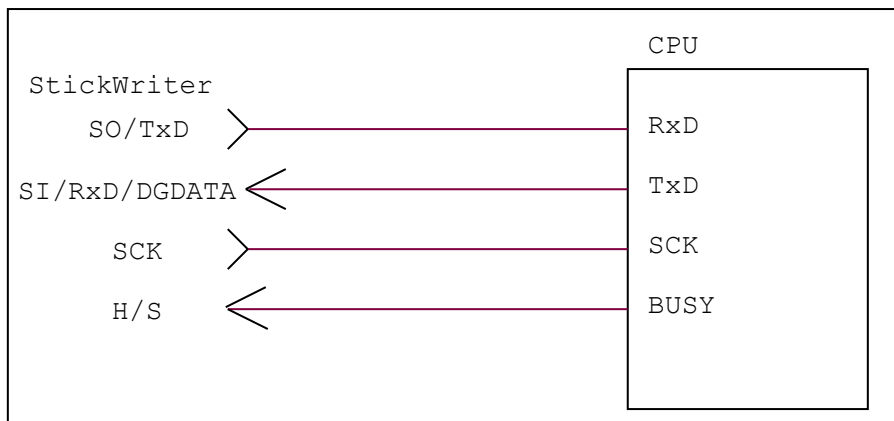 CPU
StickWriter
SO/TxD RxD
SI/RxD/DGDATA TxD
SCK SCK
H/S BUSY